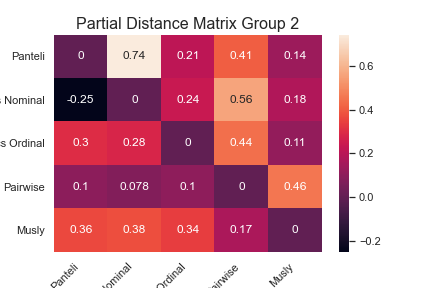 Partial Distance Matrix Group 2
Panteli 0 0.74 0.21 0.41 0.14
s Nominal -0.25 0 0.24 0.56 0.18
cs Ordinal 0.3 0.28 0 0.44 0.11
Pairwise 0.1 0.078 0.1 0 0.46
Musly 0.36 0.38 0.34 0.17 0
Panteli ominal Ordinal airwise Musly
0.6
0.4
0.2
0.0
−0.2